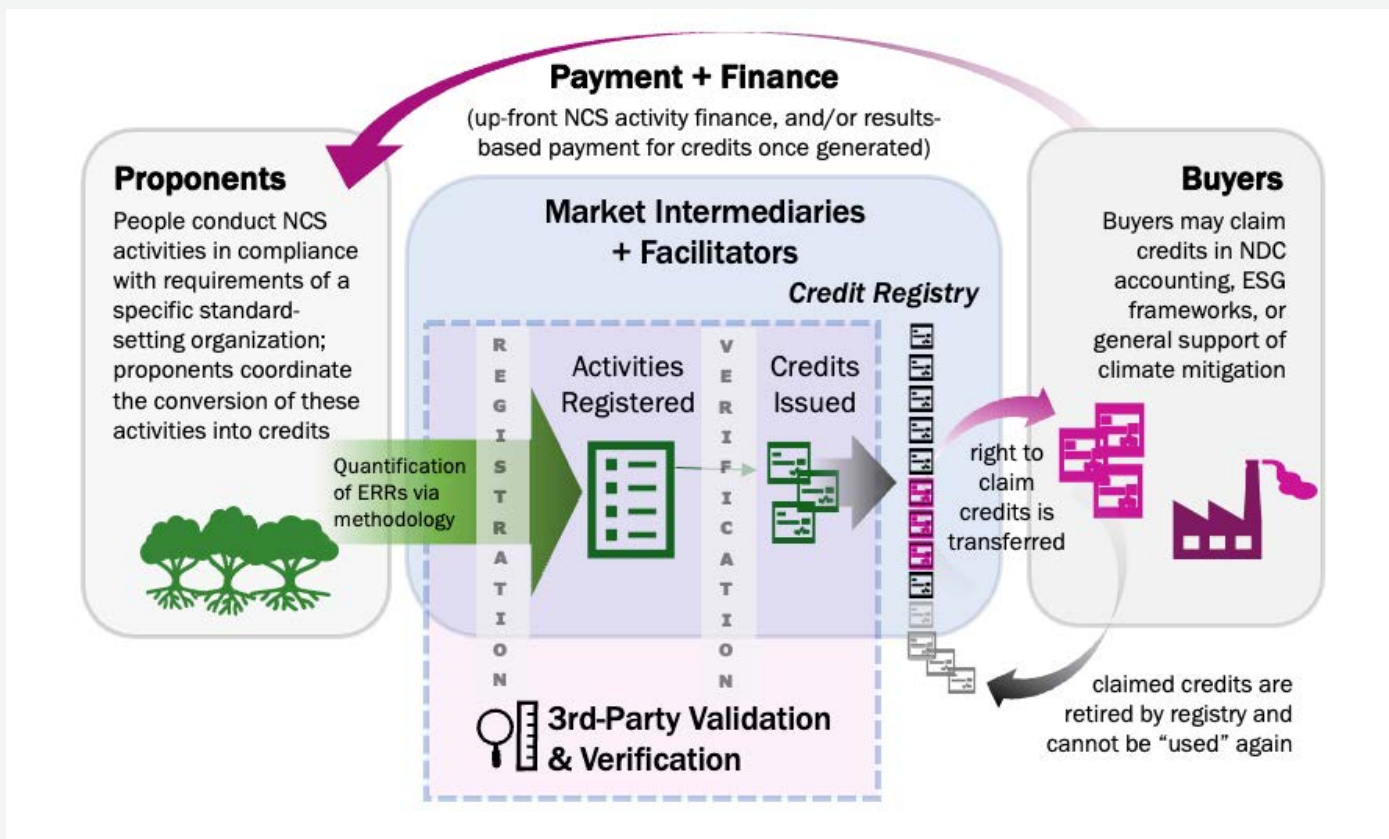 Payment + Finance
(up-front NCS activity finance, and/or results-
based payment for credits once generated)
Proponents
People conduct NCS
activities in compliance
with requirements of a
specific standard-
setting organization;
proponents coordinate
the conversion of these
activities into credits
Quantification
of ERRs via
methodology
Market Intermediaries
+ Facilitators
Credit Registry
REGISTRATION
Activities
Registered
VERIFICATION
Credits
Issued
3rd-Party Validation
& Verification
right to
claim
credits is
transferred
Buyers
Buyers may claim
credits in NDC
accounting, ESG
frameworks, or
general support of
climate mitigation
claimed credits are
retired by registry and
cannot be “used” again